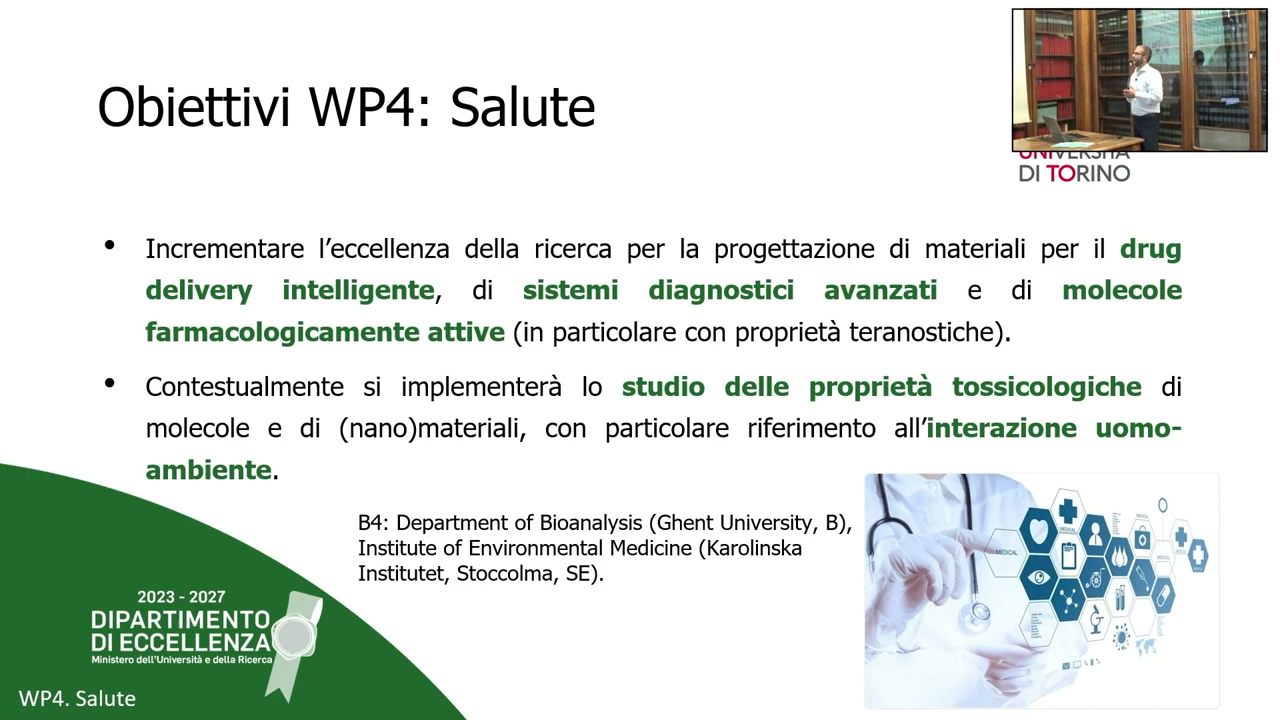 Obiettivi WP4: Salute
UNIVERSITÀ
DI TORINO
• Incrementare l’eccellenza della ricerca per la progettazione di materiali per il drug
delivery intelligente, di sistemi diagnostici avanzati e di molecole
farmacologicamente attive (in particolare con proprietà teranostiche).
• Contestualmente si implementerà lo studio delle proprietà tossicologiche di
molecole e di (nano)materiali, con particolare riferimento all’interazione uomo-
ambiente.
B4: Department of Bioanalysis (Ghent University, B),
Institute of Environmental Medicine (Karolinska
Institutet, Stoccolma, SE).
MEDICAL
MEDICAL
MEDICAL
MEDICAL
2023 - 2027
DIPARTIMENTO
DI ECCELLENZA
Ministero dell'Università e della Ricerca
WP4. Salute